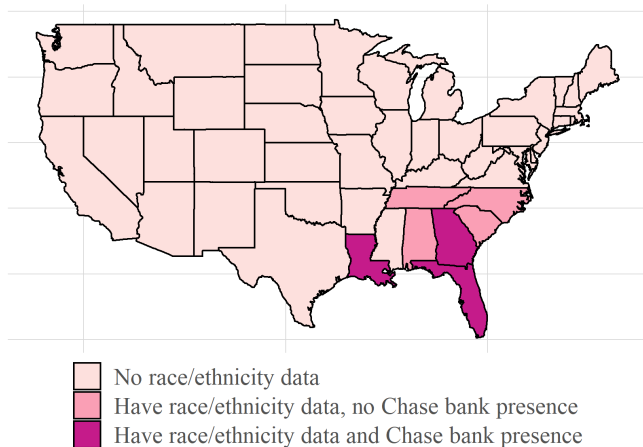 No race/ethnicity data
Have race/ethnicity data, no Chase bank presence
Have race/ethnicity data and Chase bank presence